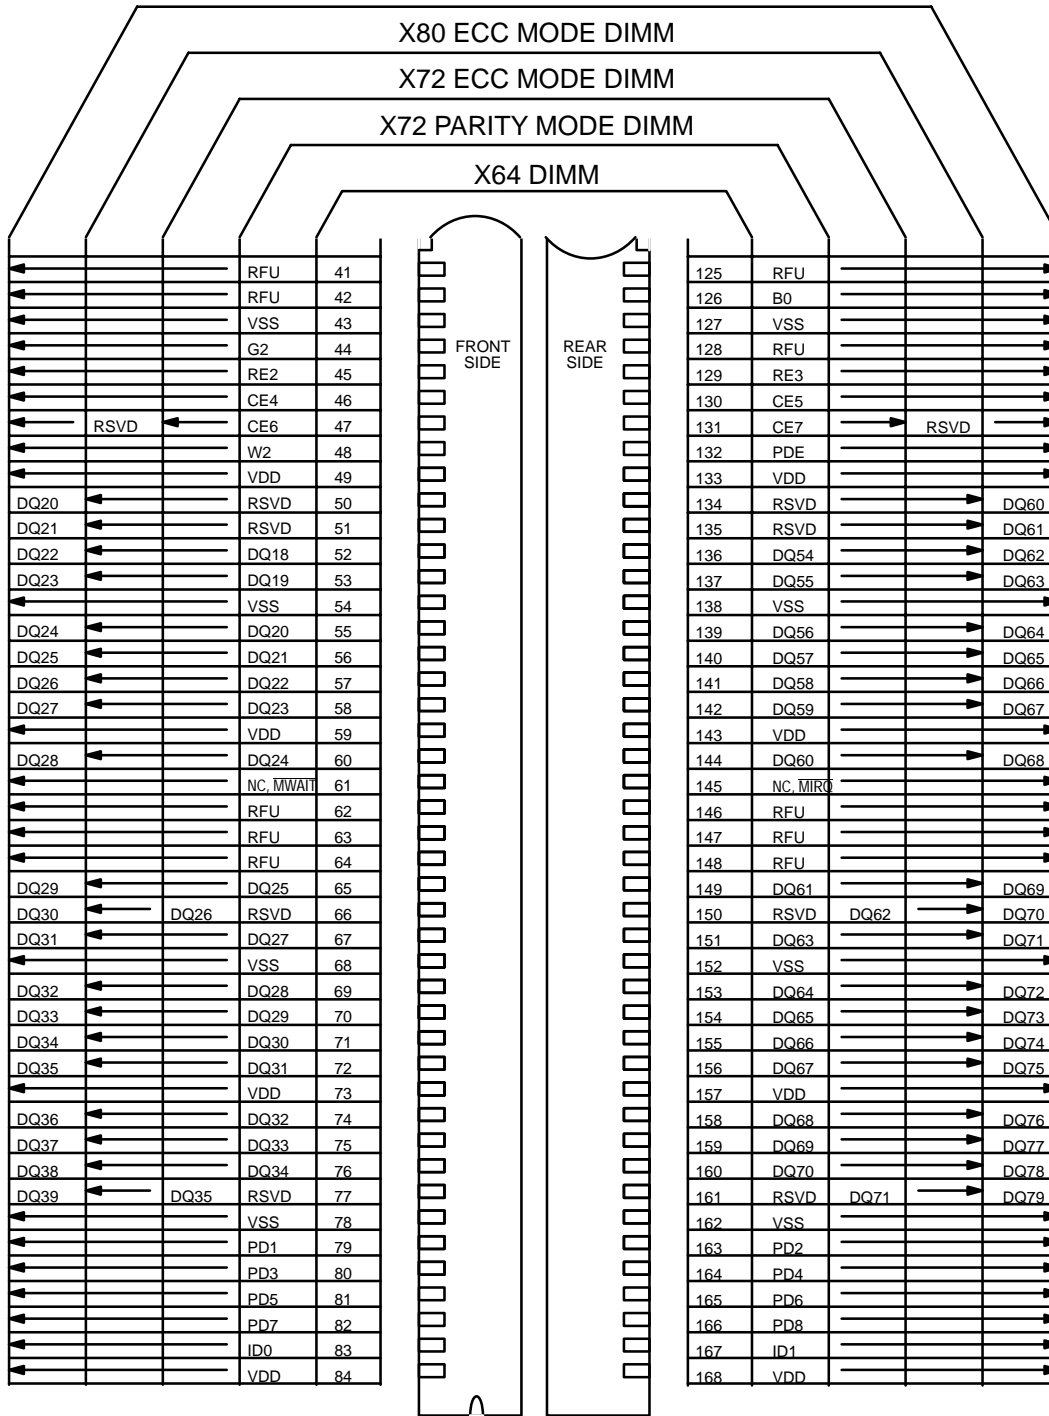 X80 ECC MODE DIMM
X72 ECC MODE DIMM
X72 PARITY MODE DIMM
X64 DIMM
FRONT SIDE
REAR SIDE
RFU 41 125 RFU
RFU 42 126 B0
VSS 43 127 VSS
G2 44 128 RFU
RE2 45 129 RE3
CE4 46 130 CE5
RSVD CE6 47 131 CE7 RSVD
W2 48 132 PDE
VDD 49 133 VDD
DQ20 RSVD 50 134 RSVD DQ60
DQ21 RSVD 51 135 RSVD DQ61
DQ22 DQ18 52 136 DQ54 DQ62
DQ23 DQ19 53 137 DQ55 DQ63
VSS 54 138 VSS
DQ24 DQ20 55 139 DQ56 DQ64
DQ25 DQ21 56 140 DQ57 DQ65
DQ26 DQ22 57 141 DQ58 DQ66
DQ27 DQ23 58 142 DQ59 DQ67
VDD 59 143 VDD
DQ28 DQ24 60 144 DQ60 DQ68
NC, MWAIT 61 145 NC, MIRQ
RFU 62 146 RFU
RFU 63 147 RFU
RFU 64 148 RFU
DQ29 DQ25 65 149 DQ61 DQ69
DQ30 DQ26 RSVD 66 150 RSVD DQ62 DQ70
DQ31 DQ27 67 151 DQ63 DQ71
VSS 68 152 VSS
DQ32 DQ28 69 153 DQ64 DQ72
DQ33 DQ29 70 154 DQ65 DQ73
DQ34 DQ30 71 155 DQ66 DQ74
DQ35 DQ31 72 156 DQ67 DQ75
VDD 73 157 VDD
DQ36 DQ32 74 158 DQ68 DQ76
DQ37 DQ33 75 159 DQ69 DQ77
DQ38 DQ34 76 160 DQ70 DQ78
DQ39 DQ35 RSVD 77 161 RSVD DQ71 DQ79
VSS 78 162 VSS
PD1 79 163 PD2
PD3 80 164 PD4
PD5 81 165 PD6
PD7 82 166 PD8
ID0 83 167 ID1
VDD 84 168 VDD